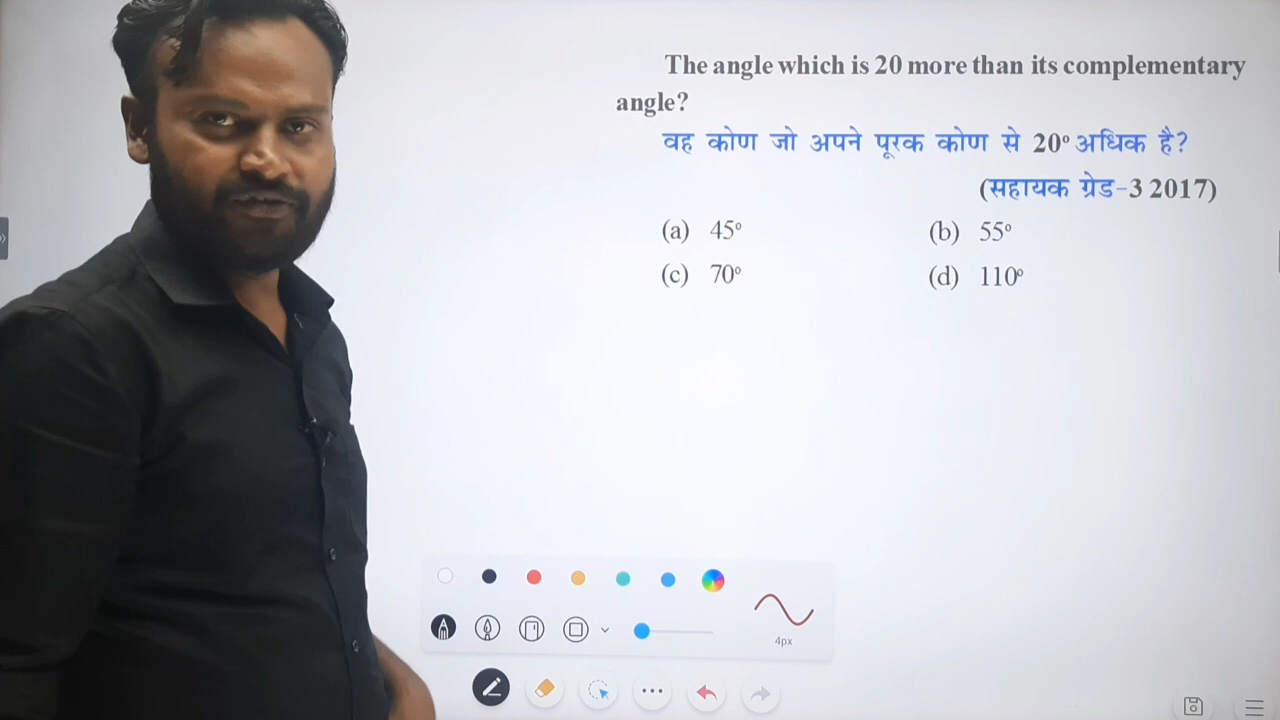 The angle which is 20 more than its complementary
angle?
वह कोण जो अपने पूरक कोण से 20° अधिक है?
(सहायक ग्रेड-3 2017)
(a) 45° (b) 55°
(c) 70° (d) 110°
4px